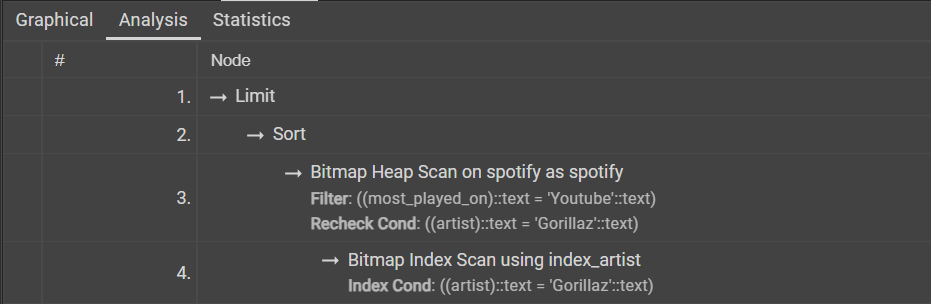 Graphical Analysis Statistics
# Node
1. → Limit
2. → Sort
3. → Bitmap Heap Scan on spotify as spotify
Filter: ((most_played_on)::text = 'Youtube'::text)
Recheck Cond: ((artist)::text = 'Gorillaz'::text)
4. → Bitmap Index Scan using index_artist
Index Cond: ((artist)::text = 'Gorillaz'::text)